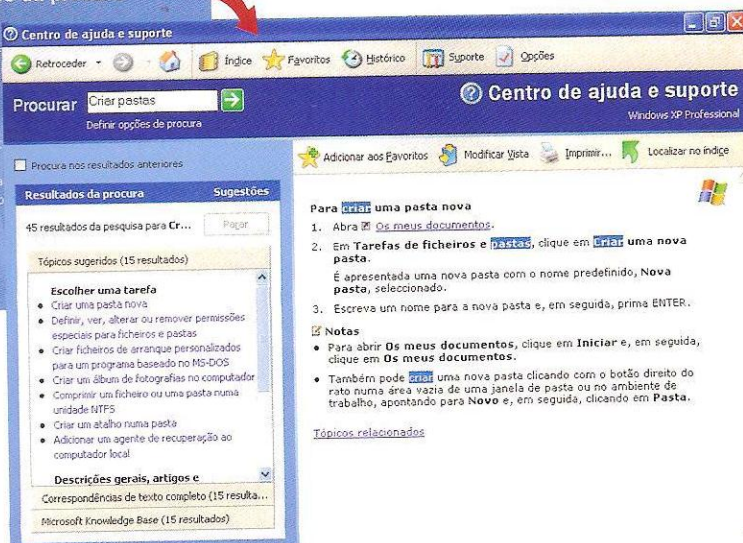 Centro de ajuda e suporte
Retroceder
Índice
Favoritos
Histórico
Suporte
Opções
Procurar
Criar pastas
Definir opções de procura
Centro de ajuda e suporte
Windows XP Professional
Procura nos resultados anteriores
Resultados da procura
Sugestões
45 resultados da pesquisa para Cr...
Parar
Tópicos sugeridos (15 resultados)
Escolher uma tarefa
Criar uma pasta nova
Definir, ver, alterar ou remover permissões
especiais para ficheiros e pastas
Criar ficheiros de arranque personalizados
para um programa baseado no MS-DOS
Criar um álbum de fotografias no computador
Comprimir um ficheiro ou uma pasta numa
unidade NTFS
Criar um atalho numa pasta
Adicionar um agente de recuperação ao
computador local
Descrições gerais, artigos e
Correspondências de texto completo (15 resulta...
Microsoft Knowledge Base (15 resultados)
Adicionar aos Favoritos
Modificar Vista
Imprimir...
Localizar no índice
Para criar uma pasta nova
1. Abra Os meus documentos.
2. Em Tarefas de ficheiros e pastas, clique em Criar uma nova
pasta.
É apresentada uma nova pasta com o nome predefinido, Nova
pasta, seleccionado.
3. Escreva um nome para a nova pasta e, em seguida, prima ENTER.
Notas
• Para abrir Os meus documentos, clique em Iniciar e, em seguida,
clique em Os meus documentos.
• Também pode criar uma nova pasta clicando com o botão direito do
rato numa área vazia de uma janela de pasta ou no ambiente de
trabalho, apontando para Novo e, em seguida, clicando em Pasta.
Tópicos relacionados